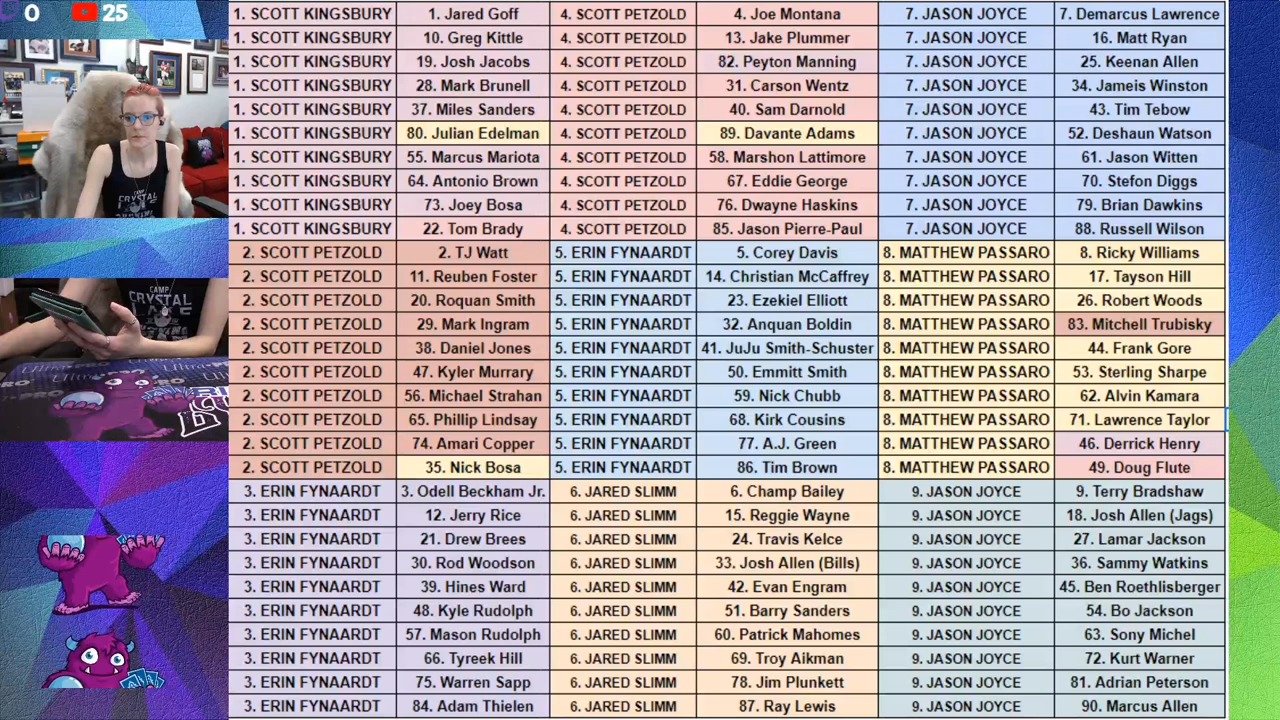 0 25
1. SCOTT KINGSBURY 1. Jared Goff 4. SCOTT PETZOLD 4. Joe Montana 7. JASON JOYCE 7. Demarcus Lawrence
1. SCOTT KINGSBURY 10. Greg Kittle 4. SCOTT PETZOLD 13. Jake Plummer 7. JASON JOYCE 16. Matt Ryan
1. SCOTT KINGSBURY 19. Josh Jacobs 4. SCOTT PETZOLD 82. Peyton Manning 7. JASON JOYCE 25. Keenan Allen
1. SCOTT KINGSBURY 28. Mark Brunell 4. SCOTT PETZOLD 31. Carson Wentz 7. JASON JOYCE 34. Jameis Winston
1. SCOTT KINGSBURY 37. Miles Sanders 4. SCOTT PETZOLD 40. Sam Darnold 7. JASON JOYCE 43. Tim Tebow
1. SCOTT KINGSBURY 80. Julian Edelman 4. SCOTT PETZOLD 89. Davante Adams 7. JASON JOYCE 52. Deshaun Watson
1. SCOTT KINGSBURY 55. Marcus Mariota 4. SCOTT PETZOLD 58. Marshon Lattimore 7. JASON JOYCE 61. Jason Witten
1. SCOTT KINGSBURY 64. Antonio Brown 4. SCOTT PETZOLD 67. Eddie George 7. JASON JOYCE 70. Stefon Diggs
1. SCOTT KINGSBURY 73. Joey Bosa 4. SCOTT PETZOLD 76. Dwayne Haskins 7. JASON JOYCE 79. Brian Dawkins
1. SCOTT KINGSBURY 22. Tom Brady 4. SCOTT PETZOLD 85. Jason Pierre-Paul 7. JASON JOYCE 88. Russell Wilson
2. SCOTT PETZOLD 2. TJ Watt 5. ERIN FYNAARDT 5. Corey Davis 8. MATTHEW PASSARO 8. Ricky Williams
2. SCOTT PETZOLD 11. Reuben Foster 5. ERIN FYNAARDT 14. Christian McCaffrey 8. MATTHEW PASSARO 17. Tayson Hill
2. SCOTT PETZOLD 20. Roquan Smith 5. ERIN FYNAARDT 23. Ezekiel Elliott 8. MATTHEW PASSARO 26. Robert Woods
2. SCOTT PETZOLD 29. Mark Ingram 5. ERIN FYNAARDT 32. Anquan Boldin 8. MATTHEW PASSARO 83. Mitchell Trubisky
2. SCOTT PETZOLD 38. Daniel Jones 5. ERIN FYNAARDT 41. JuJu Smith-Schuster 8. MATTHEW PASSARO 44. Frank Gore
2. SCOTT PETZOLD 47. Kyler Murrary 5. ERIN FYNAARDT 50. Emmitt Smith 8. MATTHEW PASSARO 53. Sterling Sharpe
2. SCOTT PETZOLD 56. Michael Strahan 5. ERIN FYNAARDT 59. Nick Chubb 8. MATTHEW PASSARO 62. Alvin Kamara
2. SCOTT PETZOLD 65. Phillip Lindsay 5. ERIN FYNAARDT 68. Kirk Cousins 8. MATTHEW PASSARO 71. Lawrence Taylor
2. SCOTT PETZOLD 74. Amari Copper 5. ERIN FYNAARDT 77. A.J. Green 8. MATTHEW PASSARO 46. Derrick Henry
2. SCOTT PETZOLD 35. Nick Bosa 5. ERIN FYNAARDT 86. Tim Brown 8. MATTHEW PASSARO 49. Doug Flute
3. ERIN FYNAARDT 3. Odell Beckham Jr. 6. JARED SLIMM 6. Champ Bailey 9. JASON JOYCE 9. Terry Bradshaw
3. ERIN FYNAARDT 12. Jerry Rice 6. JARED SLIMM 15. Reggie Wayne 9. JASON JOYCE 18. Josh Allen (Jags)
3. ERIN FYNAARDT 21. Drew Brees 6. JARED SLIMM 24. Travis Kelce 9. JASON JOYCE 27. Lamar Jackson
3. ERIN FYNAARDT 30. Rod Woodson 6. JARED SLIMM 33. Josh Allen (Bills) 9. JASON JOYCE 36. Sammy Watkins
3. ERIN FYNAARDT 39. Hines Ward 6. JARED SLIMM 42. Evan Engram 9. JASON JOYCE 45. Ben Roethlisberger
3. ERIN FYNAARDT 48. Kyle Rudolph 6. JARED SLIMM 51. Barry Sanders 9. JASON JOYCE 54. Bo Jackson
3. ERIN FYNAARDT 57. Mason Rudolph 6. JARED SLIMM 60. Patrick Mahomes 9. JASON JOYCE 63. Sony Michel
3. ERIN FYNAARDT 66. Tyreek Hill 6. JARED SLIMM 69. Troy Aikman 9. JASON JOYCE 72. Kurt Warner
3. ERIN FYNAARDT 75. Warren Sapp 6. JARED SLIMM 78. Jim Plunkett 9. JASON JOYCE 81. Adrian Peterson
3. ERIN FYNAARDT 84. Adam Thielen 6. JARED SLIMM 87. Ray Lewis 9. JASON JOYCE 90. Marcus Allen
CAMP
CRYSTAL
CAMP
CRYSTAL